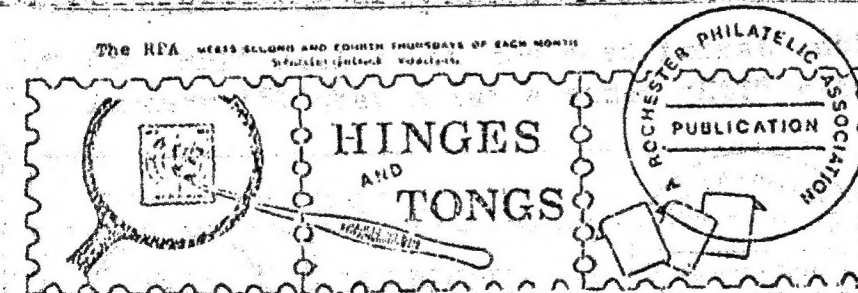 The RPA MEETS SECOND AND FOURTH THURSDAYS OF EACH MONTH
HINGES
AND
TONGS
A ROCHESTER PHILATELIC ASSOCIATION
PUBLICATION